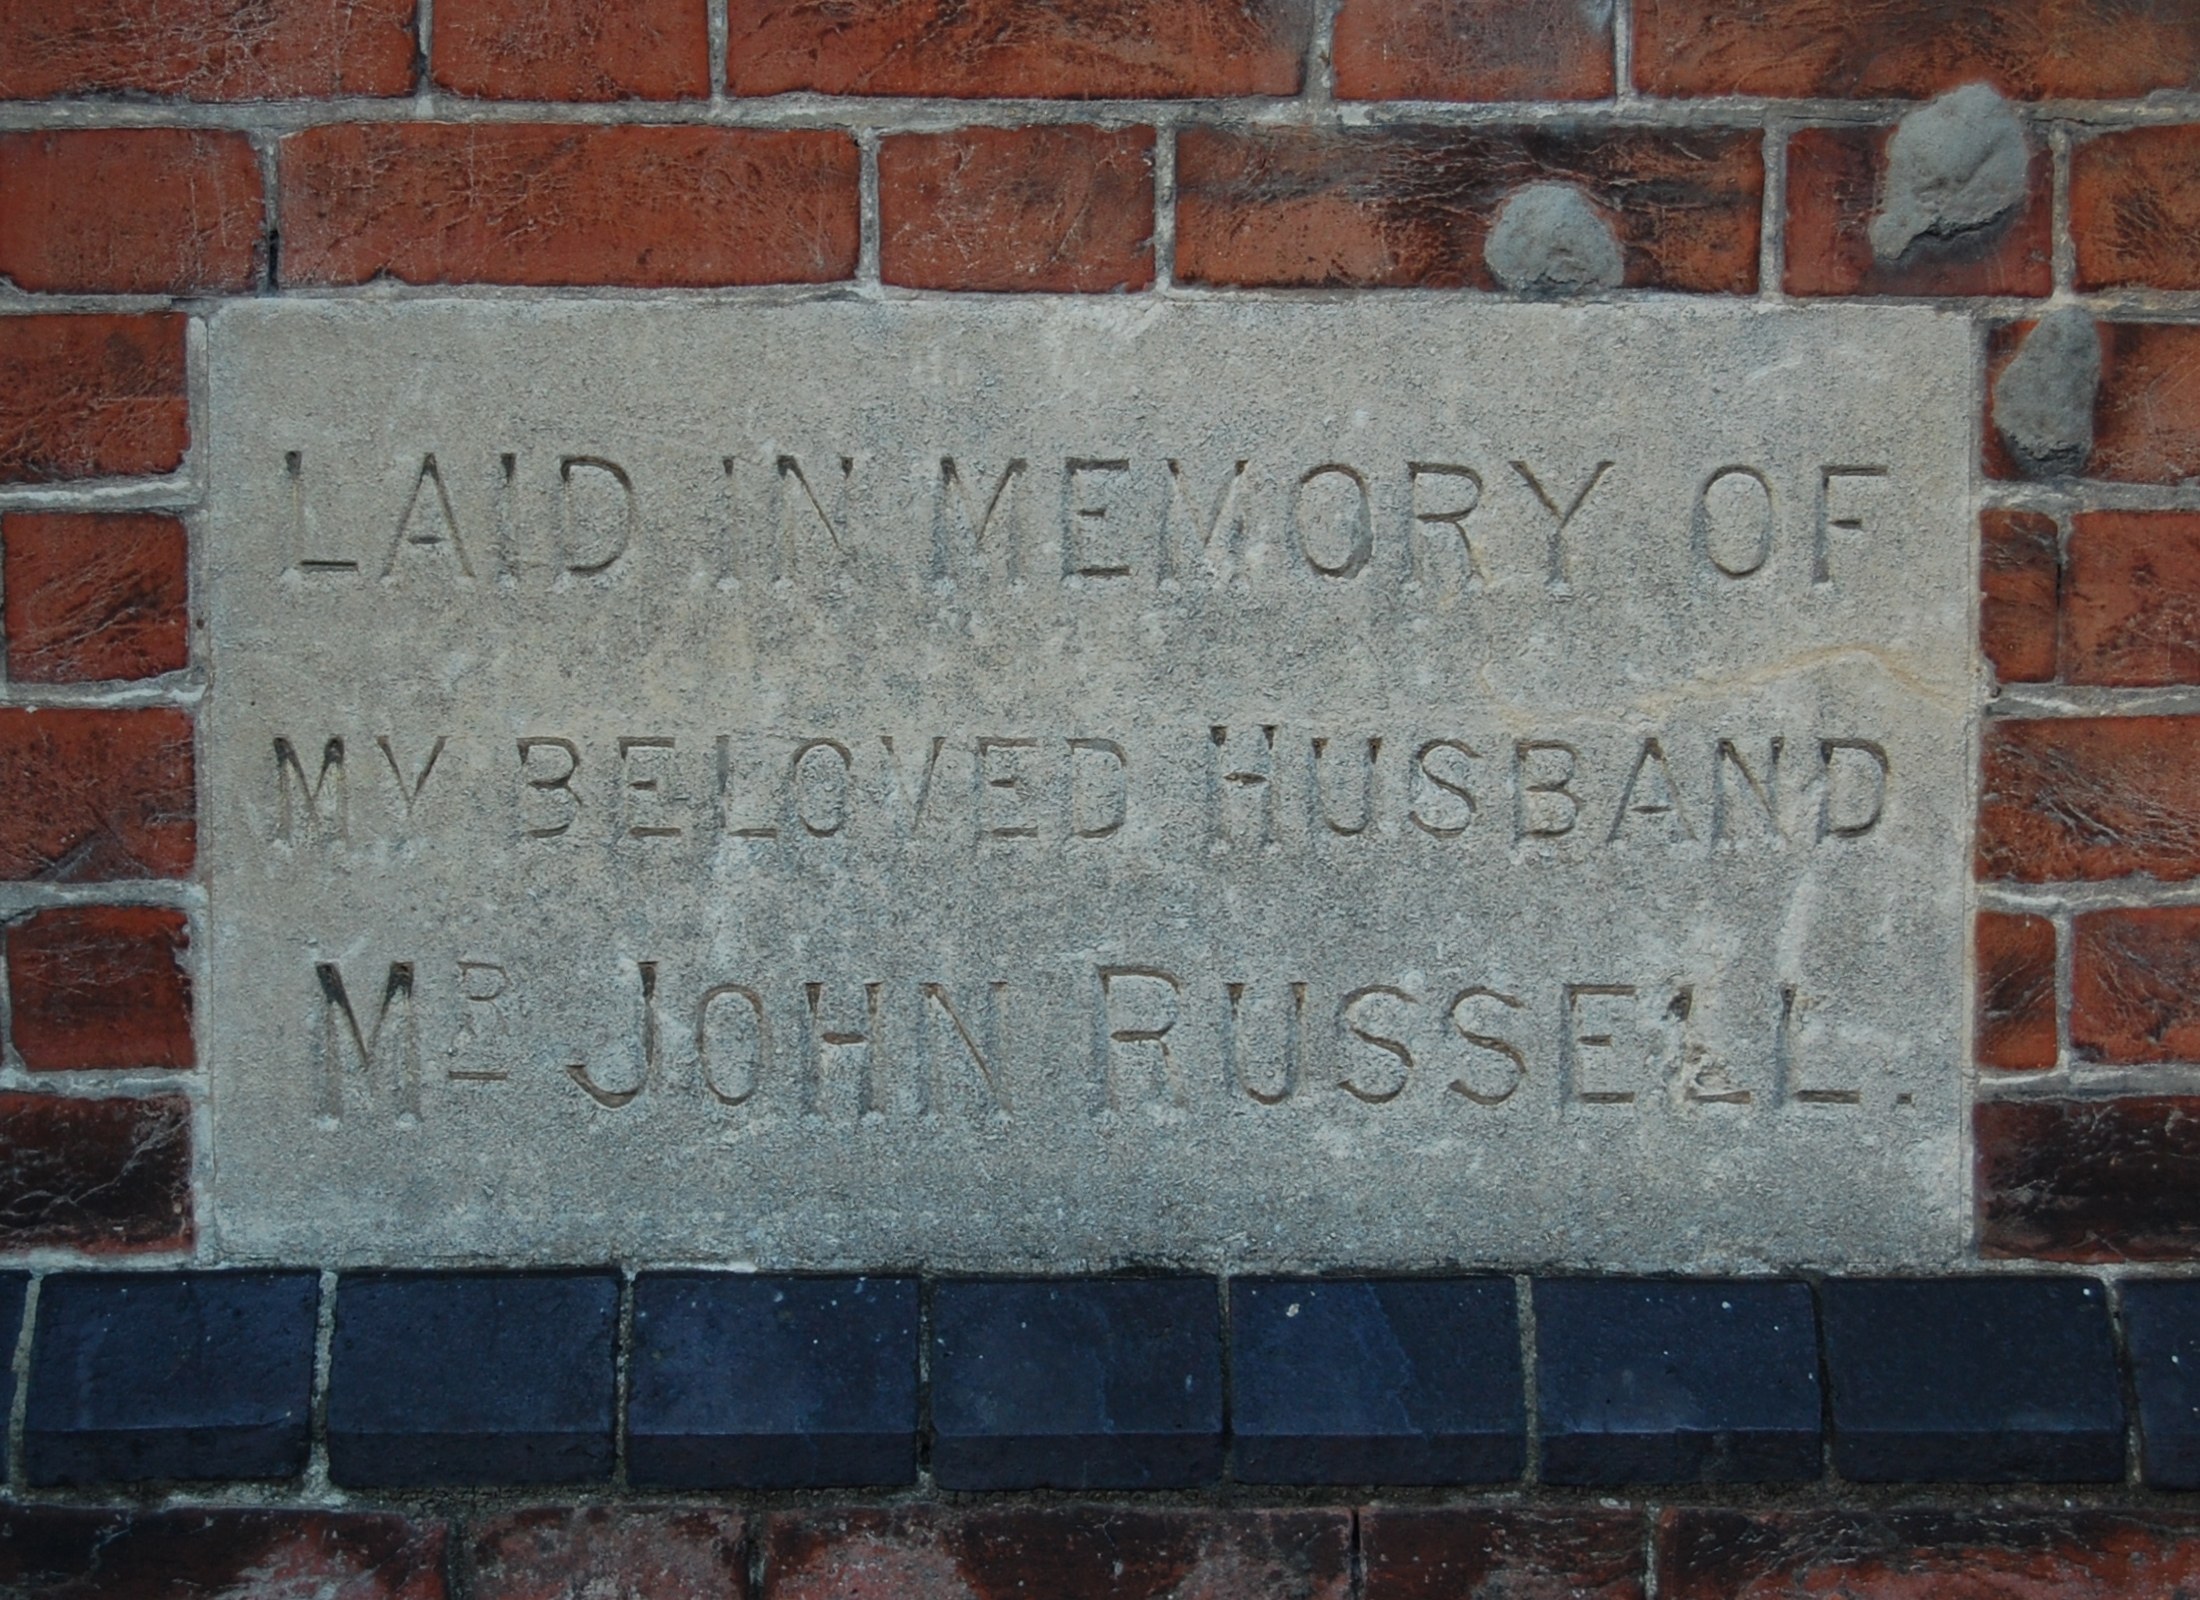 LAID IN MEMORY OF
MY BELOVED HUSBAND
MR JOHN RUSSELL.